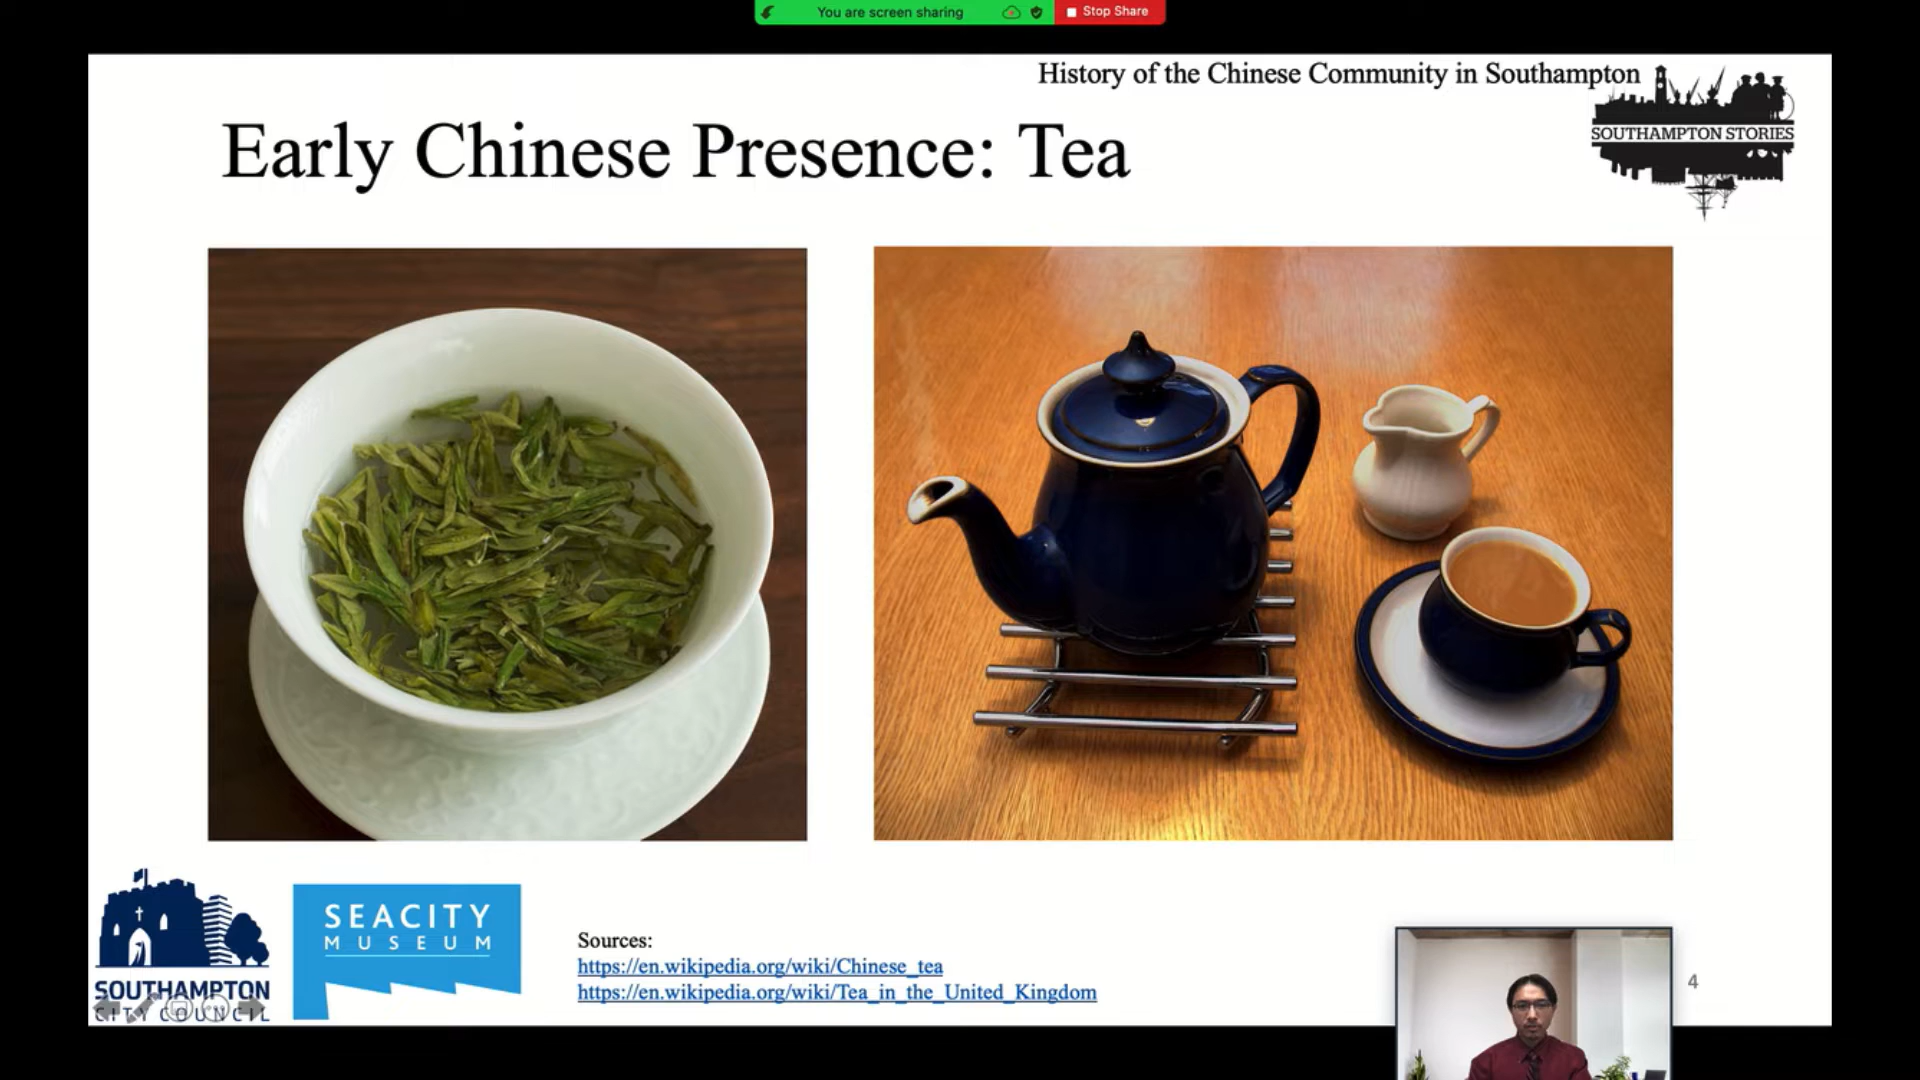 You are screen sharing
Stop Share
History of the Chinese Community in Southampton
SOUTHAMPTON STORIES
Early Chinese Presence: Tea
SEACITY
MUSEUM
Sources:
https://en.wikipedia.org/wiki/Chinese_tea
https://en.wikipedia.org/wiki/Tea_in_the_United_Kingdom
SOUTHAMPTON
CITY COUNCIL
4